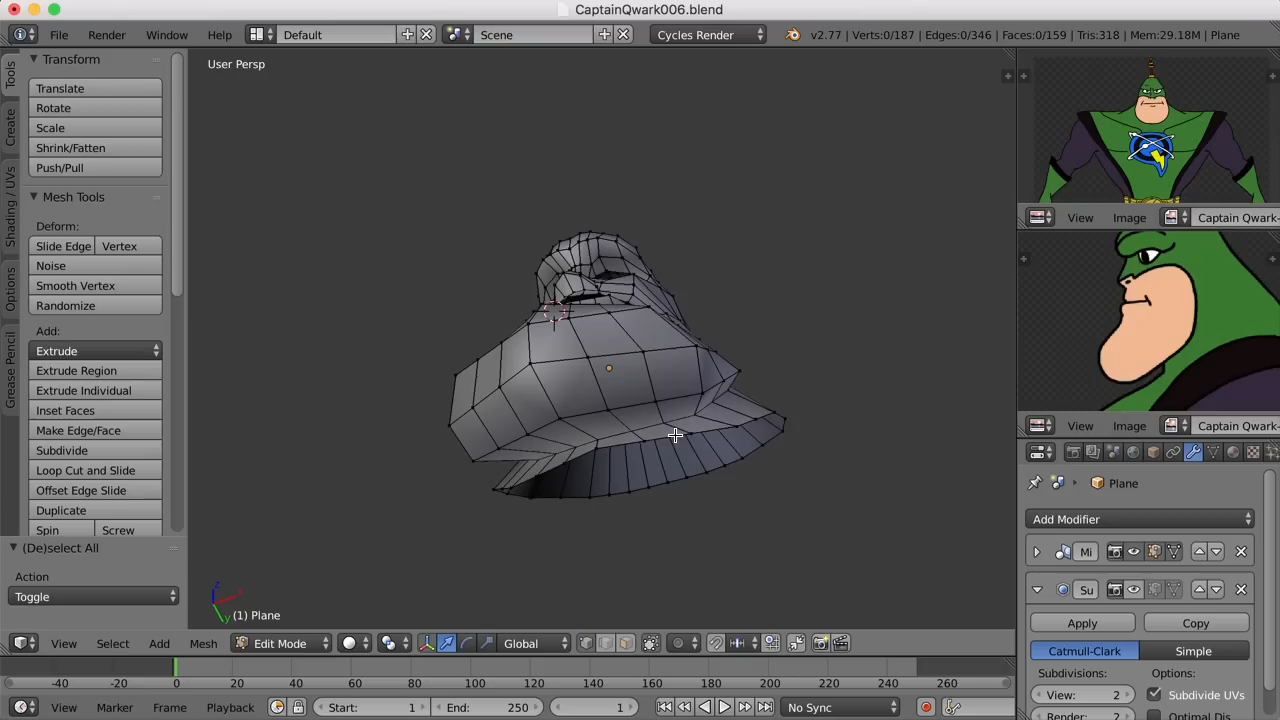 CaptainQwark006.blend
File Render Window Help Default Scene Cycles Render v2.77 | Verts:0/187 | Edges:0/346 | Faces:0/159 | Tris:318 | Mem:29.18M | Plane
Tools
Create
Shading / UVs
Options
Grease Pencil
Transform
Translate
Rotate
Scale
Shrink/Fatten
Push/Pull
Mesh Tools
Deform:
Slide Edge Vertex
Noise
Smooth Vertex
Randomize
Add:
Extrude
Extrude Region
Extrude Individual
Inset Faces
Make Edge/Face
Subdivide
Loop Cut and Slide
Offset Edge Slide
Duplicate
Spin Screw
(De)select All
Action
Toggle
User Persp
z
y
(1) Plane
View Select Add Mesh Edit Mode Global
-40 -20 0 20 40 60 80 100 120 140 160 180 200 220 240 260
View Marker Frame Playback Start: 1 End: 250 1 No Sync
View Image Captain Qwark-
View Image Captain Qwark-
Plane
Add Modifier
Mi
Su
Apply Copy
Catmull-Clark Simple
Subdivisions: Options:
View: 2 Subdivide UVs
Render: 2 Optimal Dis